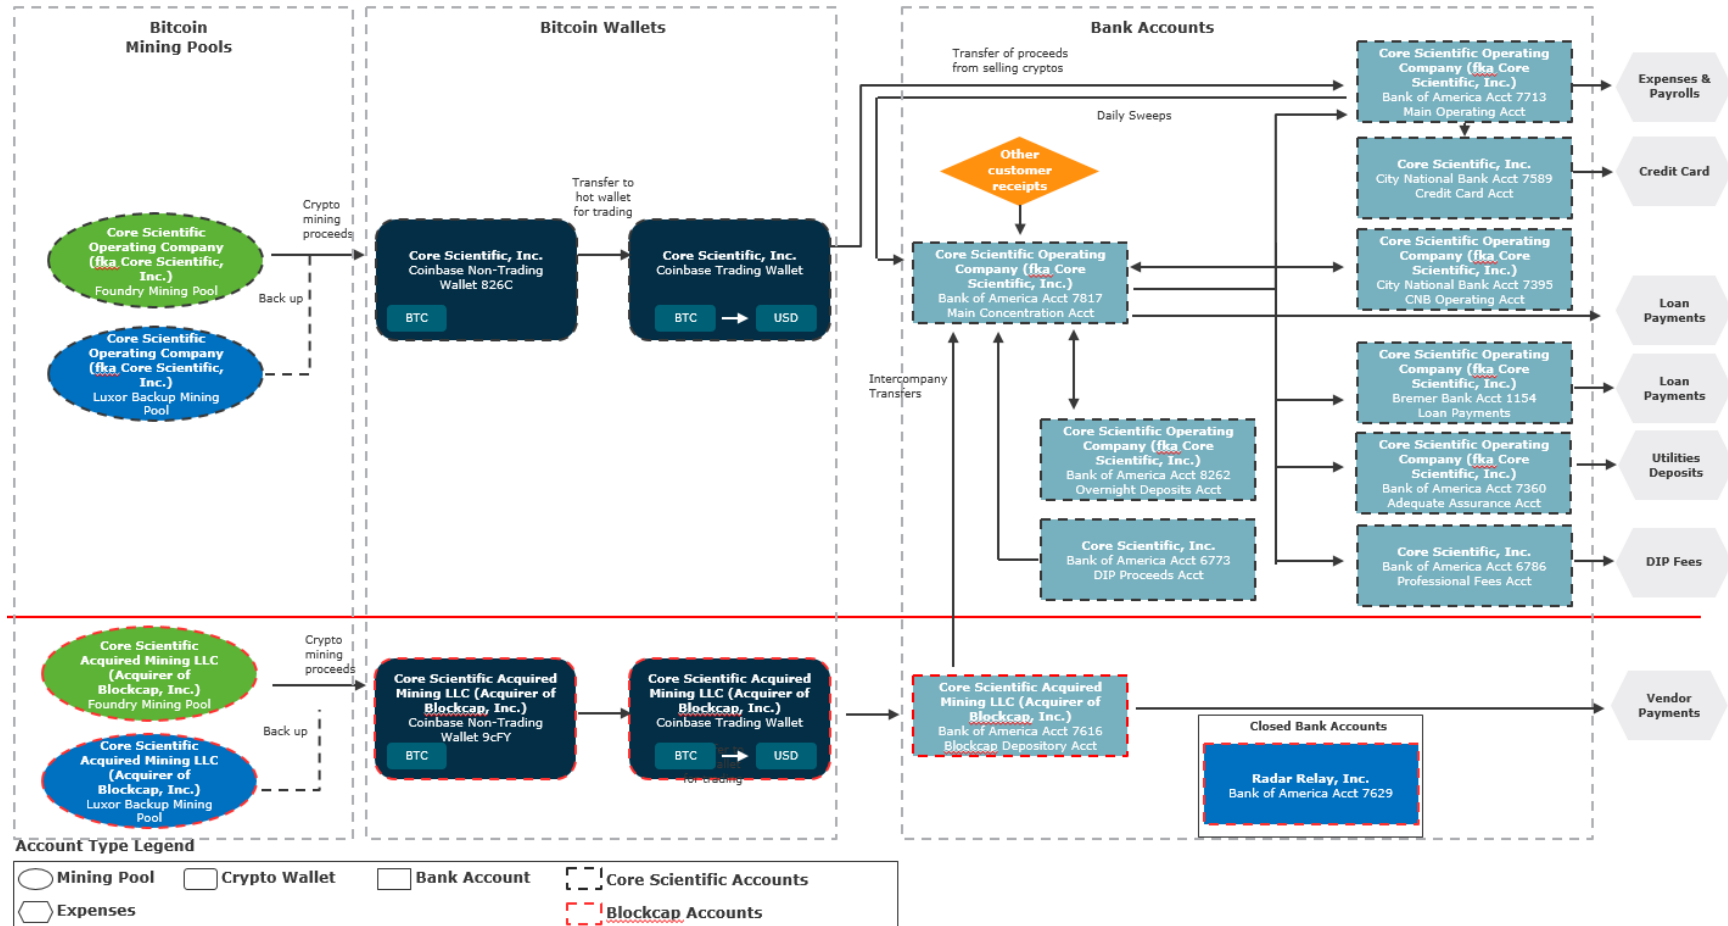 Bitcoin
Mining Pools
Bitcoin Wallets
Bank Accounts
Core Scientific
Operating Company
(fka Core Scientific,
Inc.)
Foundry Mining Pool
Core Scientific
Operating Company
(fka Core Scientific,
Inc.)
Luxor Backup Mining
Pool
Crypto
mining
proceeds
Back up
Core Scientific, Inc.
Coinbase Non-Trading
Wallet 826C
BTC
Transfer to
hot wallet
for trading
Core Scientific, Inc.
Coinbase Trading Wallet
BTC
USD
Transfer of proceeds
from selling cryptos
Daily Sweeps
Other
customer
receipts
Core Scientific Operating
Company (fka Core
Scientific, Inc.)
Bank of America Acct 7817
Main Concentration Acct
Intercompany
Transfers
Core Scientific Operating
Company (fka Core
Scientific, Inc.)
Bank of America Acct 8262
Overnight Deposits Acct
Core Scientific, Inc.
Bank of America Acct 6773
DIP Proceeds Acct
Core Scientific Operating
Company (fka Core
Scientific, Inc.)
Bank of America Acct 7713
Main Operating Acct
Core Scientific, Inc.
City National Bank Acct 7589
Credit Card Acct
Core Scientific Operating
Company (fka Core
Scientific, Inc.)
City National Bank Acct 7395
CNB Operating Acct
Core Scientific Operating
Company (fka Core
Scientific, Inc.)
Bremer Bank Acct 1154
Loan Payments
Core Scientific Operating
Company (fka Core
Scientific, Inc.)
Bank of America Acct 7360
Adequate Assurance Acct
Core Scientific, Inc.
Bank of America Acct 6786
Professional Fees Acct
Expenses &
Payrolls
Credit Card
Loan
Payments
Loan
Payments
Utilities
Deposits
DIP Fees
Core Scientific
Acquired Mining LLC
(Acquirer of
Blockcap, Inc.)
Foundry Mining Pool
Core Scientific
Acquired Mining LLC
(Acquirer of
Blockcap, Inc.)
Luxor Backup Mining
Pool
Crypto
mining
proceeds
Back up
Core Scientific Acquired
Mining LLC (Acquirer of
Blockcap, Inc.)
Coinbase Non-Trading
Wallet 9cFY
BTC
Core Scientific Acquired
Mining LLC (Acquirer of
Blockcap, Inc.)
Coinbase Trading Wallet
BTC
USD
for trading
Core Scientific Acquired
Mining LLC (Acquirer of
Blockcap, Inc.)
Bank of America Acct 7616
Blockcap Depository Acct
Closed Bank Accounts
Radar Relay, Inc.
Bank of America Acct 7629
Vendor
Payments
Account Type Legend
Mining Pool
Crypto Wallet
Bank Account
Core Scientific Accounts
Expenses
Blockcap Accounts